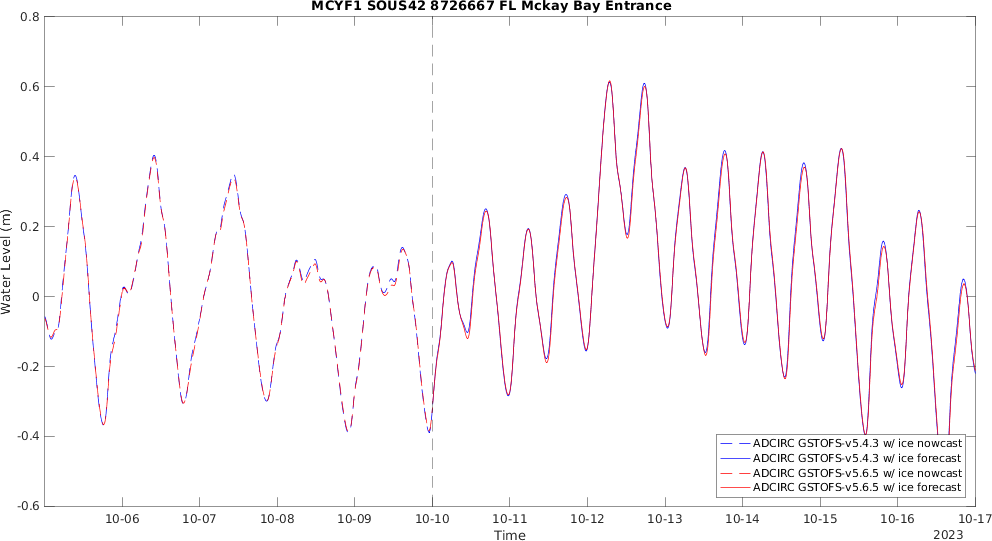 MCYF1 SOUS42 8726667 FL Mckay Bay Entrance
0.8
0.6
0.4
0.2
0
-0.2
-0.4
-0.6
Water Level (m)
10-06 10-07 10-08 10-09 10-10 10-11 10-12 10-13 10-14 10-15 10-16 10-17
Time
2023
ADCIRC GSTOFS-v5.4.3 w/ ice nowcast
ADCIRC GSTOFS-v5.4.3 w/ ice forecast
ADCIRC GSTOFS-v5.6.5 w/ ice nowcast
ADCIRC GSTOFS-v5.6.5 w/ ice forecast